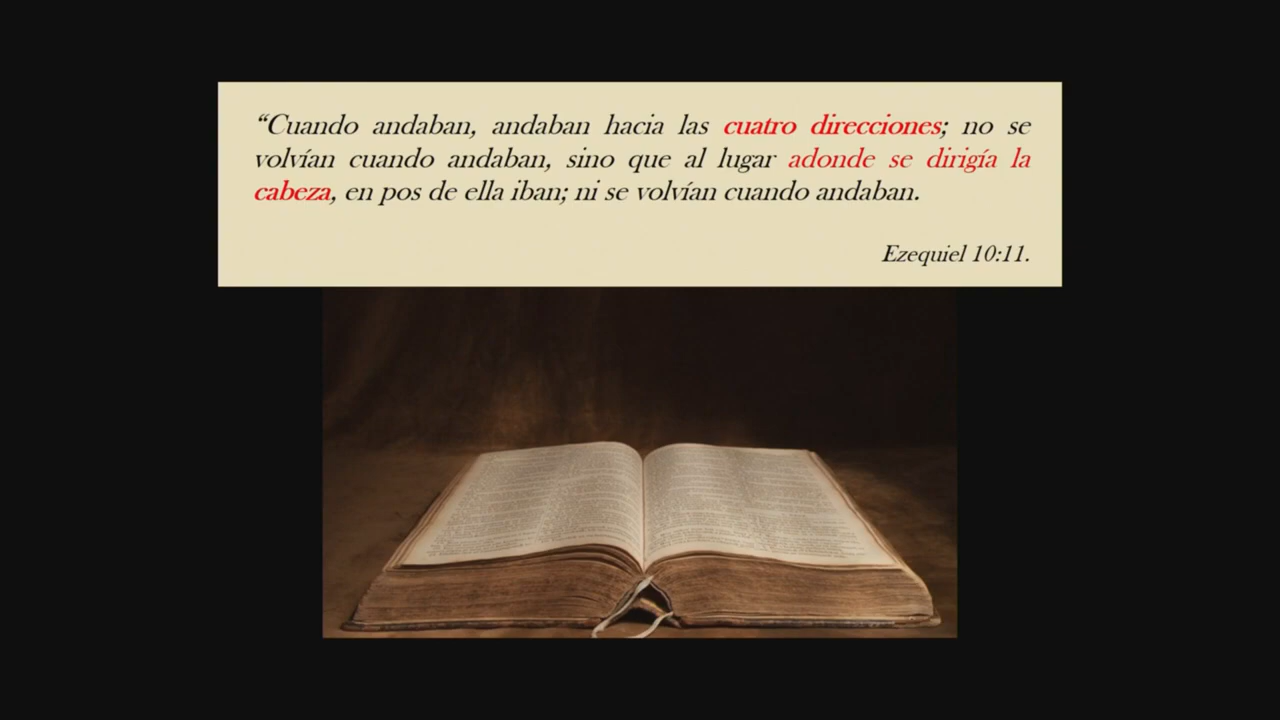 “Cuando andaban, andaban hacia las cuatro direcciones; no se
volvían cuando andaban, sino que al lugar adonde se dirigía la
cabeza, en pos de ella iban; ni se volvían cuando andaban.
Ezequiel 10:11.